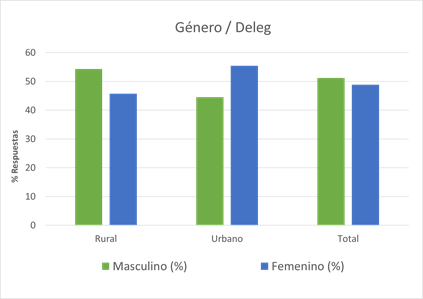 Género / Deleg
60
50
40
30
20
10
0
% Respuestas
Rural Urbano Total
Masculino (%) Femenino (%)